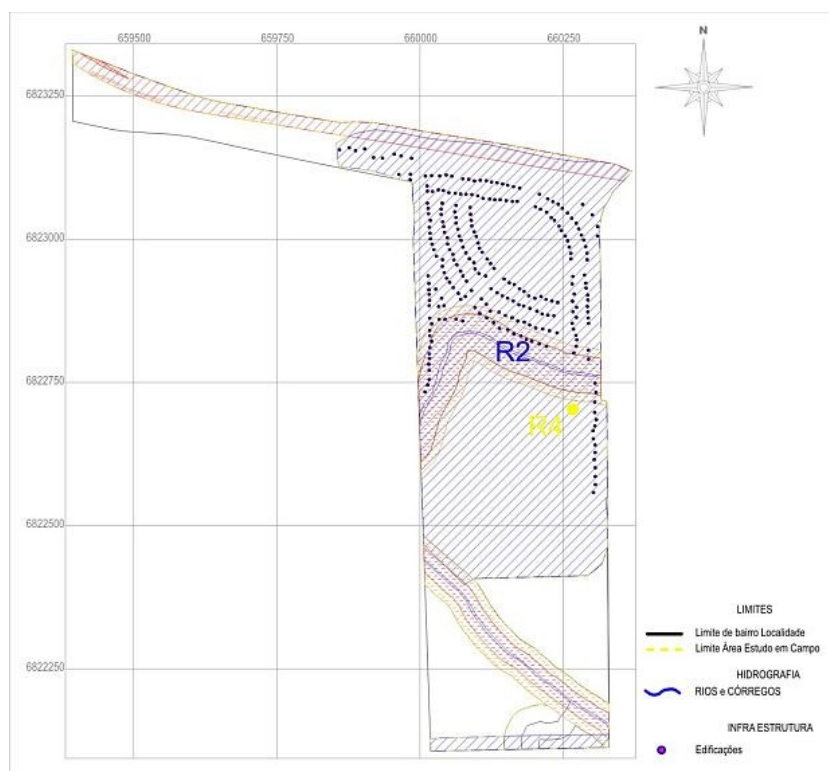 659500 659750 660000 660250
N
6823250
6823000
R2
6822750
R4
6822500
6822250
LIMITES
Limite de bairro Localidade
Limite Área Estudo em Campo
HIDROGRAFIA
RIOS e CÓRREGOS
INFRA ESTRUTURA
Edificações